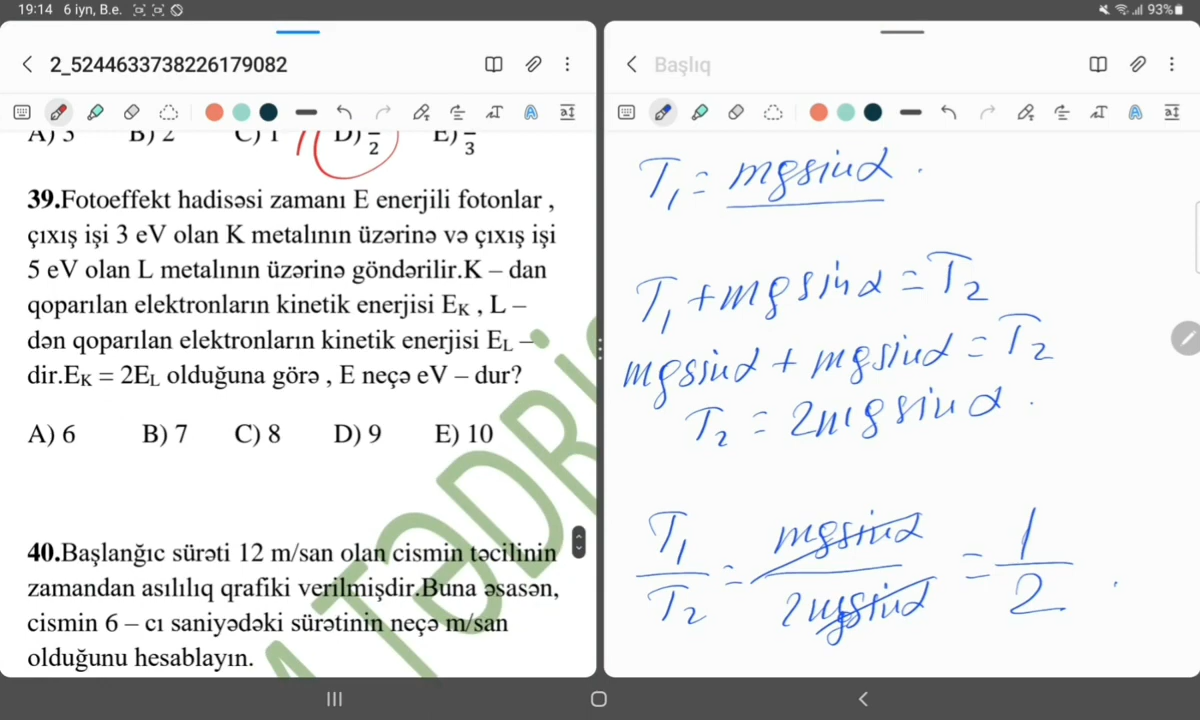 19:14 6 iyn, B.e.
93%
2_5244633738226179082
A) 3 B) 2 C) 1 D) 1/2 E) 1/3
39.Fotoeffekt hadisəsi zamanı E enerjili fotonlar ,
çıxış işi 3 eV olan K metalının üzərinə və çıxış işi
5 eV olan L metalının üzərinə göndərilir.K – dan
qoparılan elektronların kinetik enerjisi EK , L –
dən qoparılan elektronların kinetik enerjisi EL –
dir.EK = 2EL olduğuna görə , E neçə eV – dur?
A) 6 B) 7 C) 8 D) 9 E) 10
40.Başlanğıc sürəti 12 m/san olan cismin təcilinin
zamandan asılılıq qrafiki verilmişdir.Buna əsasən,
cismin 6 – cı saniyədəki sürətinin neçə m/san
olduğunu hesablayın.
Başlıq
T₁ = mgsinα .
T₁ + mgsinα = T₂
mgsinα + mgsinα = T₂
T₂ = 2mgsinα .
T₁/T₂ = mgsinα/2mgsinα = 1/2 .